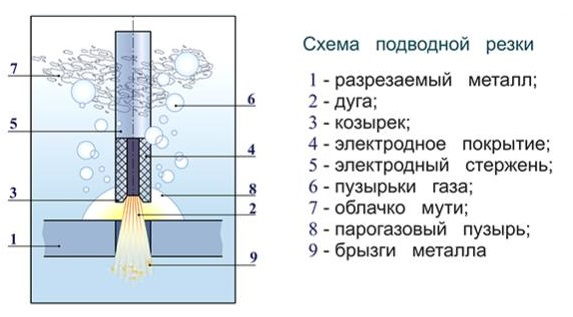 Схема подводной резки
1 - разрезаемый металл;
2 - дуга;
3 - козырек;
4 - электродное покрытие;
5 - электродный стержень;
6 - пузырьки газа;
7 - облачко мути;
8 - парогазовый пузырь;
9 - брызги металла
7
6
5
4
8
3
2
1
9